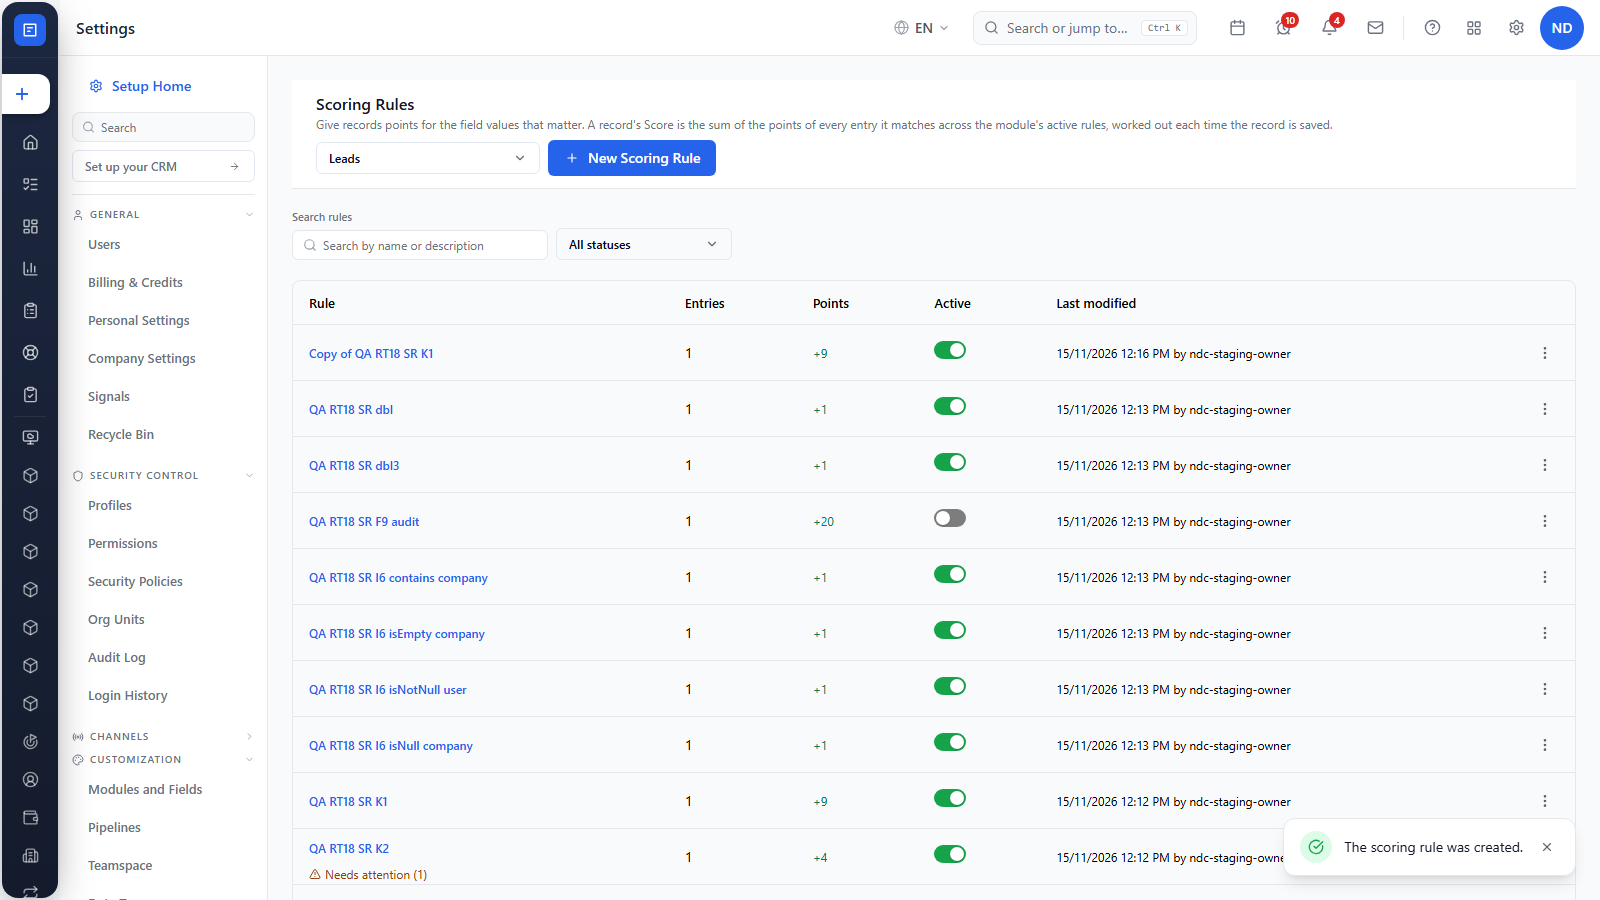 Settings
EN
Search or jump to...
Ctrl K
10
4
ND
Setup Home
Search
Set up your CRM
GENERAL
Users
Billing & Credits
Personal Settings
Company Settings
Signals
Recycle Bin
SECURITY CONTROL
Profiles
Permissions
Security Policies
Org Units
Audit Log
Login History
CHANNELS
CUSTOMIZATION
Modules and Fields
Pipelines
Teamspace
Scoring Rules
Give records points for the field values that matter. A record's Score is the sum of the points of every entry it matches across the module's active rules, worked out each time the record is saved.
Leads
New Scoring Rule
Search rules
Search by name or description
All statuses
Rule Entries Points Active Last modified
Copy of QA RT18 SR K1 1 +9 15/11/2026 12:16 PM by ndc-staging-owner
QA RT18 SR dbl 1 +1 15/11/2026 12:13 PM by ndc-staging-owner
QA RT18 SR dbl3 1 +1 15/11/2026 12:13 PM by ndc-staging-owner
QA RT18 SR F9 audit 1 +20 15/11/2026 12:13 PM by ndc-staging-owner
QA RT18 SR I6 contains company 1 +1 15/11/2026 12:13 PM by ndc-staging-owner
QA RT18 SR I6 isEmpty company 1 +1 15/11/2026 12:13 PM by ndc-staging-owner
QA RT18 SR I6 isNotNull user 1 +1 15/11/2026 12:13 PM by ndc-staging-owner
QA RT18 SR I6 isNull company 1 +1 15/11/2026 12:13 PM by ndc-staging-owner
QA RT18 SR K1 1 +9 15/11/2026 12:12 PM by ndc-staging-owner
QA RT18 SR K2 1 +4 15/11/2026 12:12 PM by ndc-staging-owne
Needs attention (1)
The scoring rule was created.